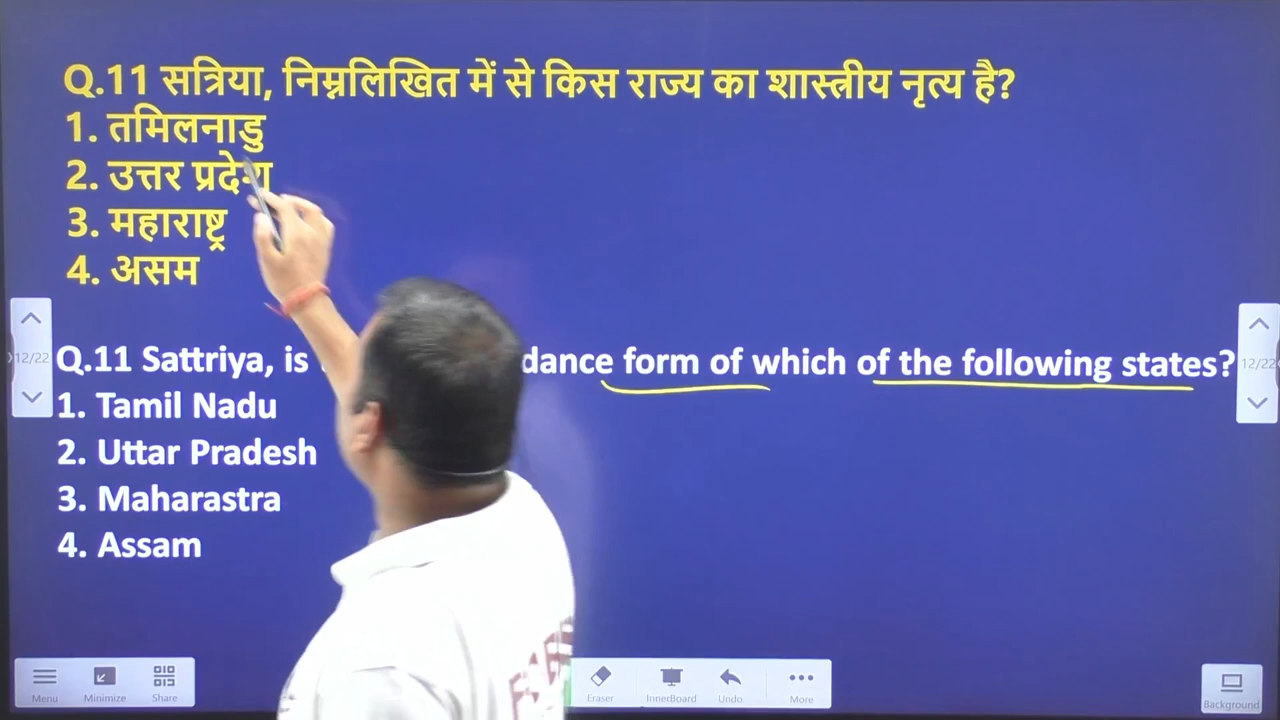 Q.11 सत्रिया, निम्नलिखित में से किस राज्य का शास्त्रीय नृत्य है?
1. तमिलनाडु
2. उत्तर प्रदेश
3. महाराष्ट्र
4. असम
12/22
12/22
Q.11 Sattriya, is dance form of which of the following states?
1. Tamil Nadu
2. Uttar Pradesh
3. Maharastra
4. Assam
Menu Minimize Share Eraser InnerBoard Undo More Background